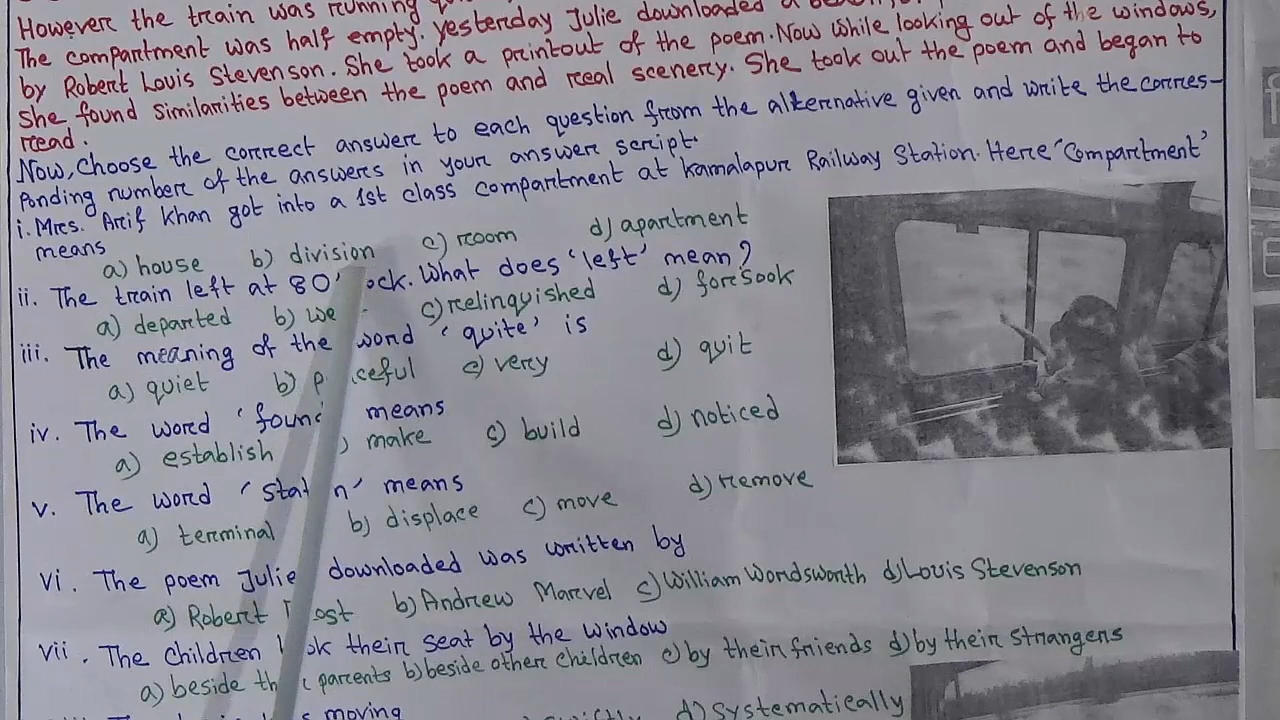 However the train was running
The compartment was half empty. yesterday Julie downloaded a
by Robert Louis Stevenson. She took a printout of the poem. Now while looking out of the windows,
she found similarities between the poem and real scenery. She took out the poem and began to
read.
Now, choose the correct answer to each question from the alternative given and write the corres-
ponding number of the answers in your answer script.
i. Mrs. Arif Khan got into a 1st class compartment at Kamalapur Railway Station. Here 'Compartment'
means
a) house b) division c) room d) apartment
ii. The train left at 8 O' ock. What does 'left' mean?
a) departed b) we c) relinquished d) forsook
iii. The meaning of the word 'quite' is
a) quiet b) p ceful c) very d) quit
iv. The word 'found means
a) establish ) make c) build d) noticed
v. The word 'stat n' means
a) terminal b) displace c) move d) remove
vi. The poem Julie downloaded was written by
a) Robert ost b) Andrew Marvel c) William Wordsworth d) Louis Stevenson
vii. The children ok their seat by the window
a) beside th r parents b) beside other children c) by their friends d) by their strangers
s moving
d) systematically